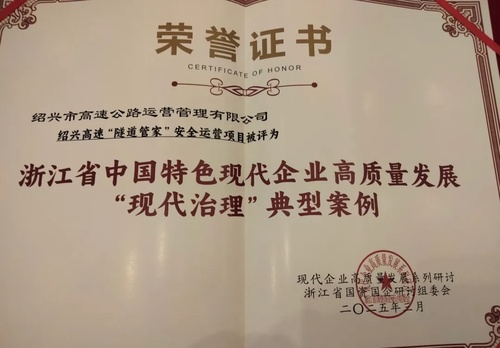 荣誉证书
CERTIFICATE OF HONOR
绍兴市高速公路运营管理有限公司
绍兴高速“隧道管家”安全运营项目被评为
浙江省中国特色现代企业高质量发展
“现代治理”典型案例
现代企业高质量发展系列研讨
浙江省国资国企研讨组委会
二〇二五年三月